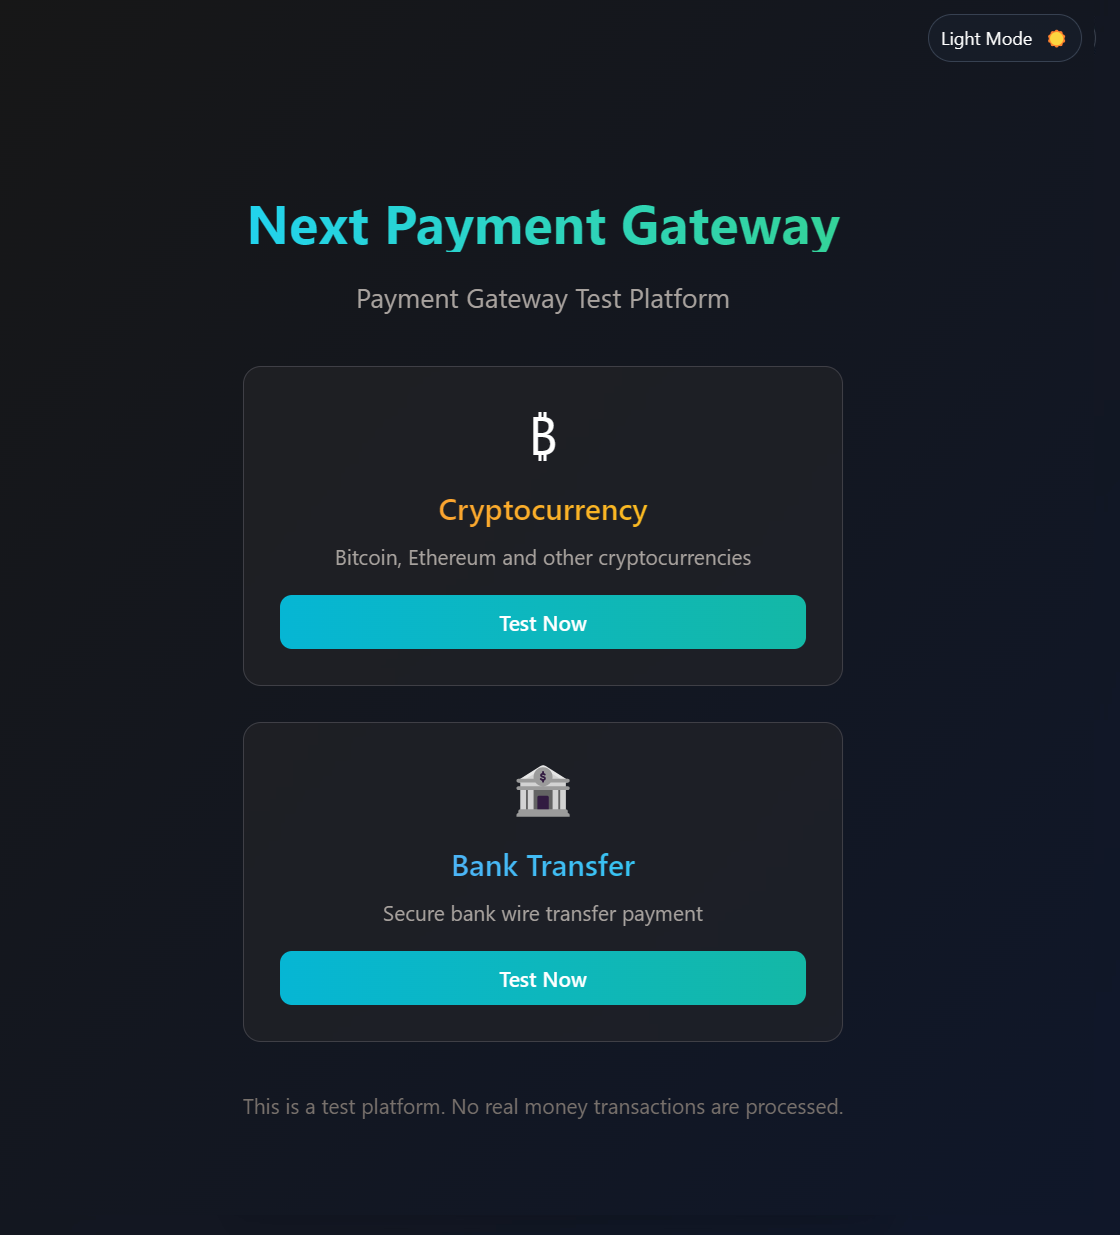 Light Mode
Next Payment Gateway
Payment Gateway Test Platform
₿
Cryptocurrency
Bitcoin, Ethereum and other cryptocurrencies
Test Now
Bank Transfer
Secure bank wire transfer payment
Test Now
This is a test platform. No real money transactions are processed.